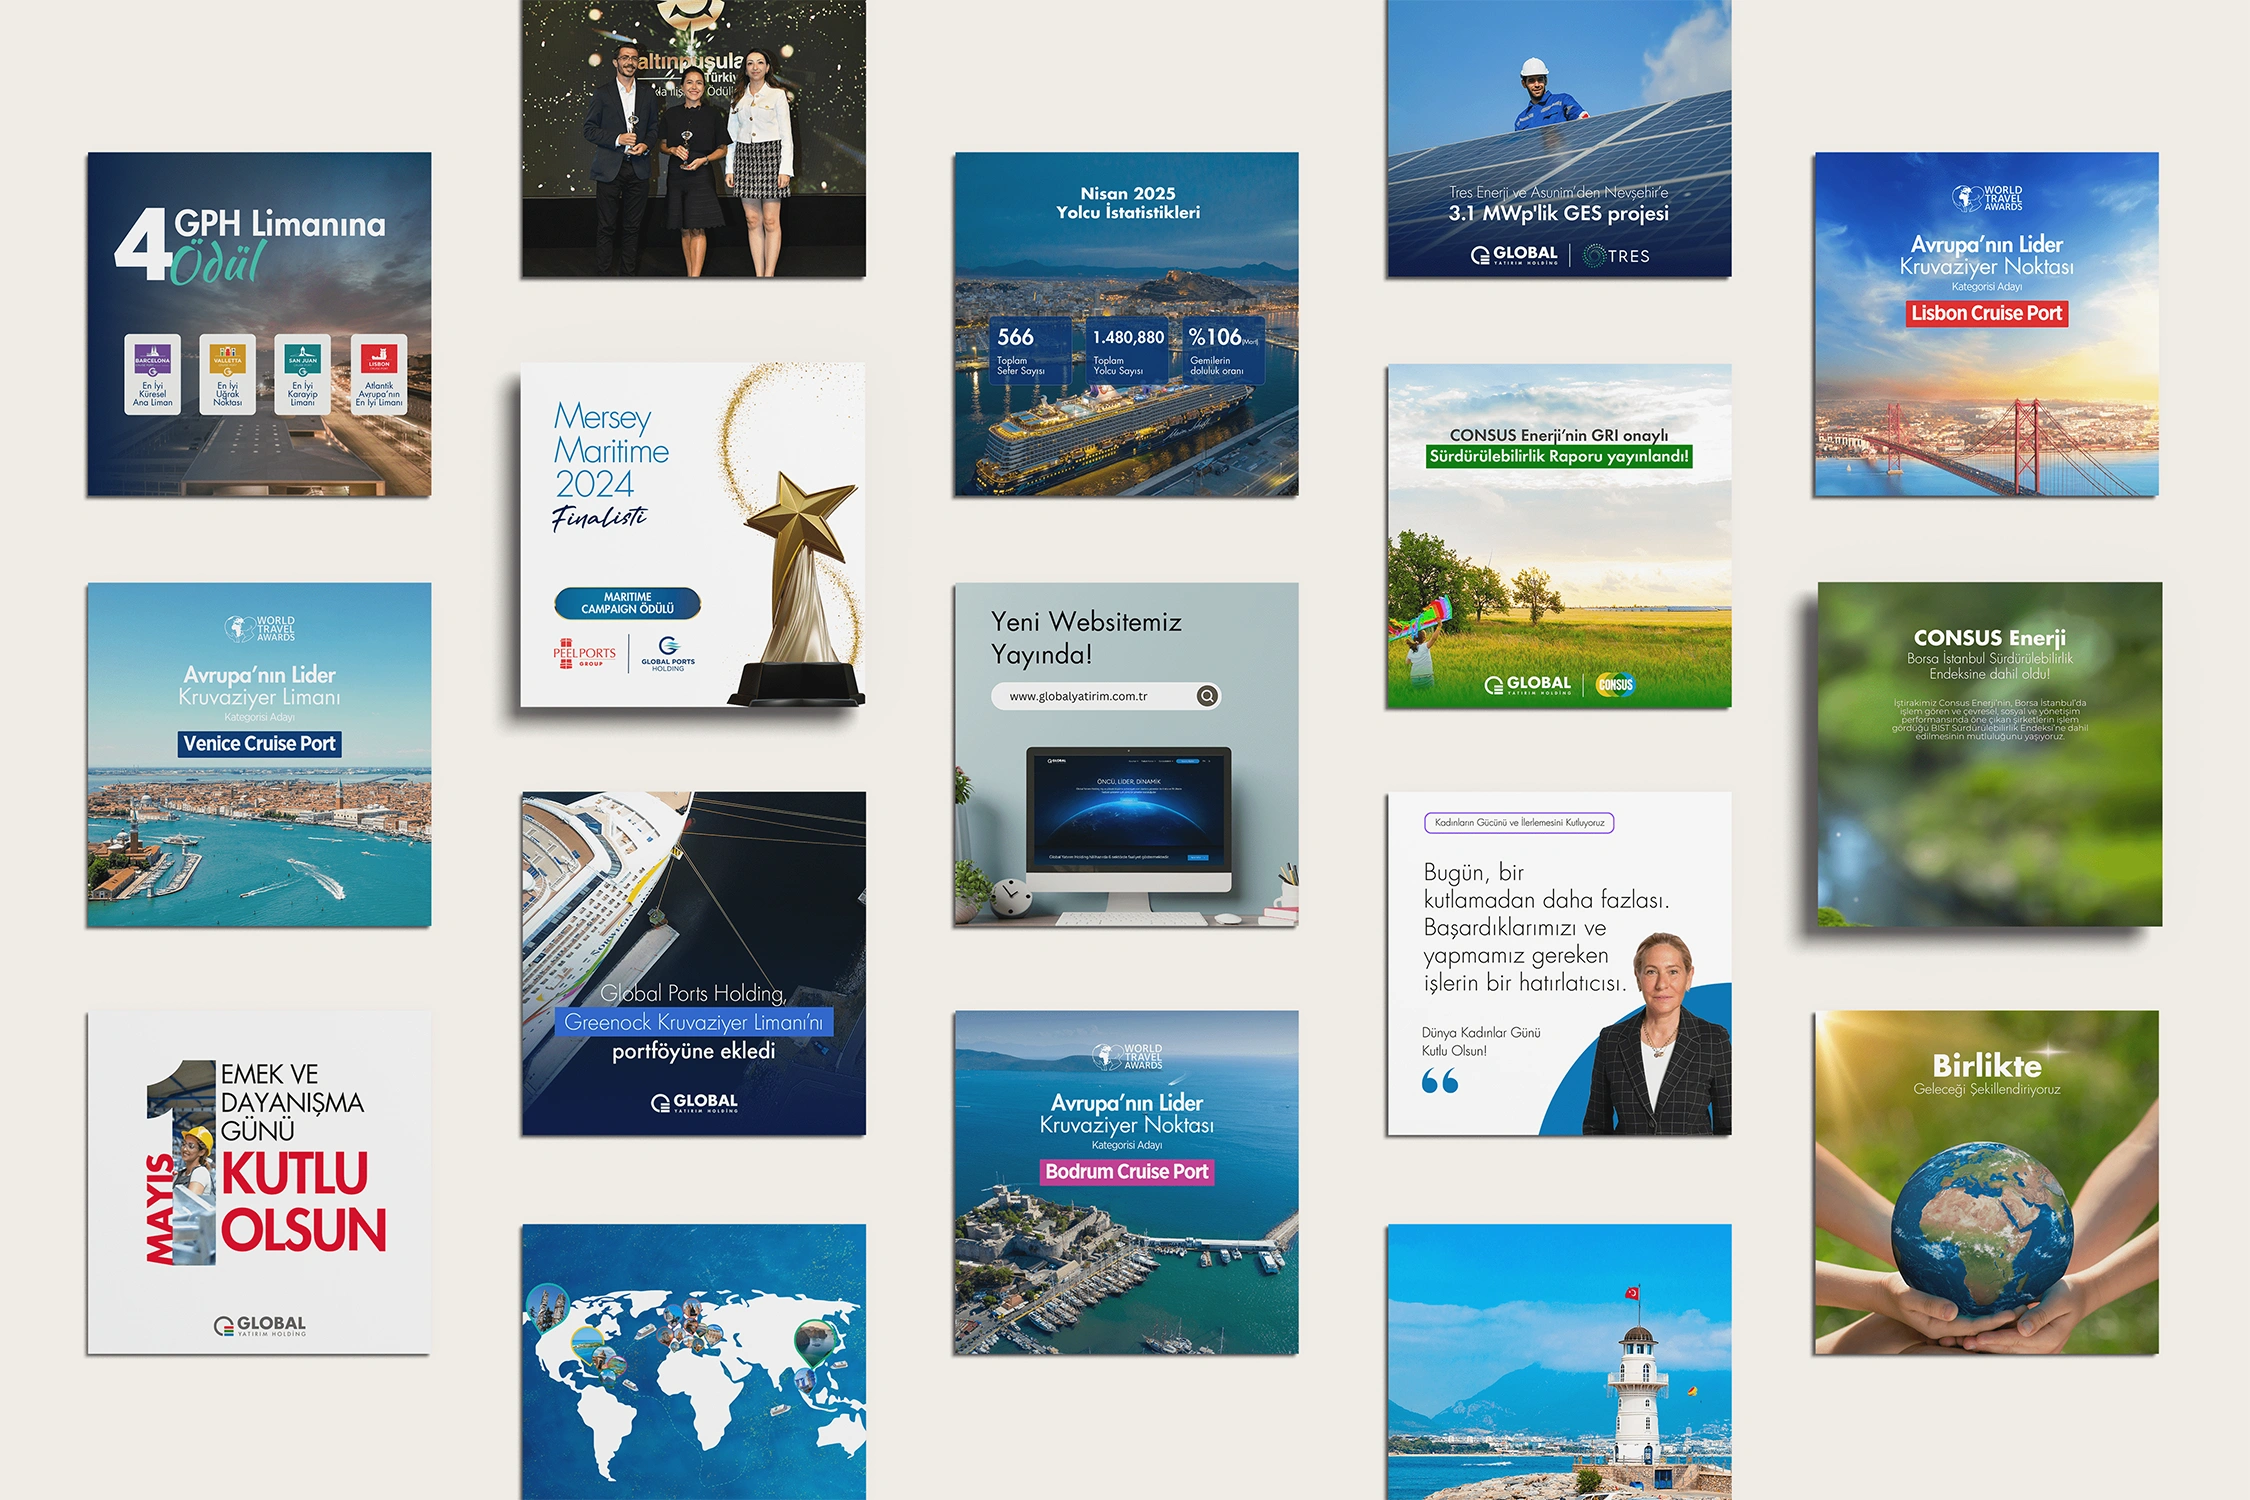 4 GPH Limanına
Ödül
BARCELONA
En İyi
Küresel
Ana Liman
VALLETTA
En İyi
Uğrak
Noktası
SAN JUAN
En İyi
Karayip
Limanı
LISBON
Atlantik
Avrupa'nın
En İyi Limanı
WORLD
TRAVEL
AWARDS
Avrupa'nın Lider
Kruvaziyer Limanı
Kategorisi Adayı
Venice Cruise Port
1 MAYIS
EMEK VE
DAYANIŞMA
GÜNÜ
KUTLU
OLSUN
GLOBAL
YATIRIM HOLDİNG
altınpusula
Türkiy
Mersey
Maritime
2024
Finalisti
MARITIME
CAMPAIGN ÖDÜLÜ
PEEL PORTS
GROUP
GLOBAL PORTS
HOLDING
Global Ports Holding,
Greenock Kruvaziyer Limanı'nı
portföyüne ekledi
GLOBAL
YATIRIM HOLDİNG
Nisan 2025
Yolcu İstatistikleri
566
Toplam
Sefer Sayısı
1.480,880
Toplam
Yolcu Sayısı
%106 (Mart)
Gemilerin
doluluk oranı
Mein Schiff
Yeni Websitemiz
Yayında!
www.globalyatirim.com.tr
GLOBAL
ÖNCÜ, LİDER, DİNAMİK
WORLD
TRAVEL
AWARDS
Avrupa'nın Lider
Kruvaziyer Noktası
Kategorisi Adayı
Bodrum Cruise Port
Tres Enerji ve Asunim'den Nevşehir'e
3.1 MWp'lik GES projesi
GLOBAL
YATIRIM HOLDİNG
TRES
CONSUS Enerji'nin GRI onaylı
Sürdürülebilirlik Raporu yayınlandı!
GLOBAL
YATIRIM HOLDİNG
CONSUS
Kadınların Gücünü ve İlerlemesini Kutluyoruz
Bugün, bir
kutlamadan daha fazlası.
Başardıklarımızı ve
yapmamız gereken
işlerin bir hatırlatıcısı.
Dünya Kadınlar Günü
Kutlu Olsun!
WORLD
TRAVEL
AWARDS
Avrupa'nın Lider
Kruvaziyer Noktası
Kategorisi Adayı
Lisbon Cruise Port
CONSUS Enerji
Borsa İstanbul Sürdürülebilirlik
Endeksine dahil oldu!
İştirakimiz Consus Enerji'nin, Borsa İstanbul'da
işlem gören ve çevresel, sosyal ve yönetişim
performansında öne çıkan şirketlerin işlem
gördüğü BIST Sürdürülebilirlik Endeksi'ne dahil
edilmesinin mutluluğunu yaşıyoruz.
Birlikte
Geleceği Şekillendiriyoruz